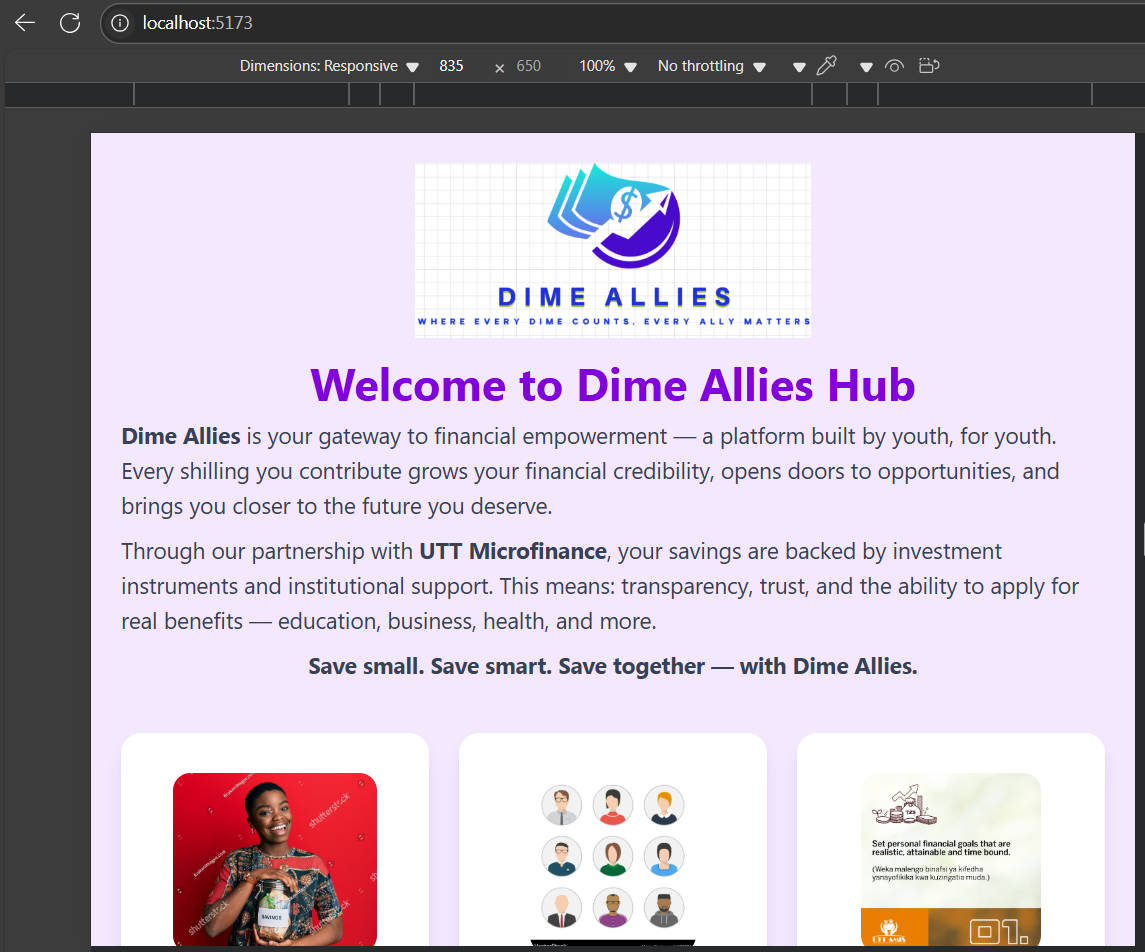 localhost:5173
Dimensions: Responsive 835 × 650 100% No throttling
$
DIME ALLIES
WHERE EVERY DIME COUNTS, EVERY ALLY MATTERS
Welcome to Dime Allies Hub
Dime Allies is your gateway to financial empowerment — a platform built by youth, for youth.
Every shilling you contribute grows your financial credibility, opens doors to opportunities, and
brings you closer to the future you deserve.
Through our partnership with UTT Microfinance, your savings are backed by investment
instruments and institutional support. This means: transparency, trust, and the ability to apply for
real benefits — education, business, health, and more.
Save small. Save smart. Save together — with Dime Allies.
shutterstock
shutterstock
shutterstock
SAVINGS
TZS
Set personal financial goals that are
realistic, attainable and time bound.
(Weka malengo binafsi ya kifedha
yanayofikika kwa kuzingatia muda.)
UTT AMIS
01.